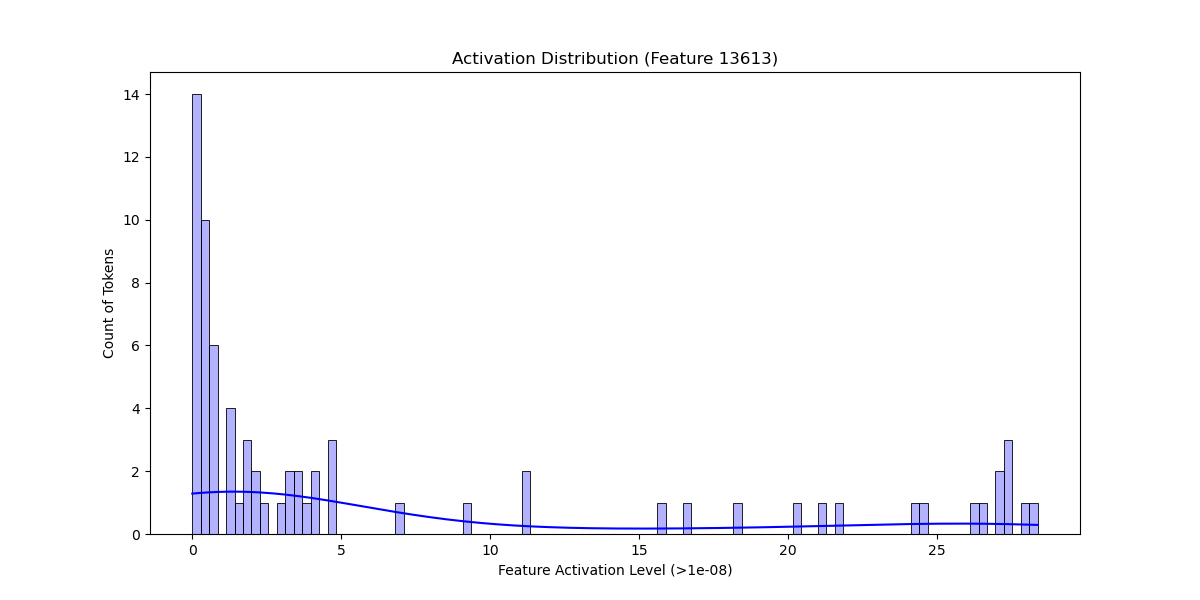 Activation Distribution (Feature 13613)
14
12
10
8
6
4
2
0
Count of Tokens
0 5 10 15 20 25
Feature Activation Level (>1e-08)